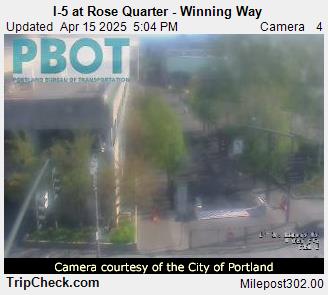 I-5 at Rose Quarter - Winning Way
Updated Apr 15 2025 5:04 PM Camera 4
PBOT
PORTLAND BUREAU OF TRANSPORTATION
Camera courtesy of the City of Portland
TripCheck.com Milepost302.00